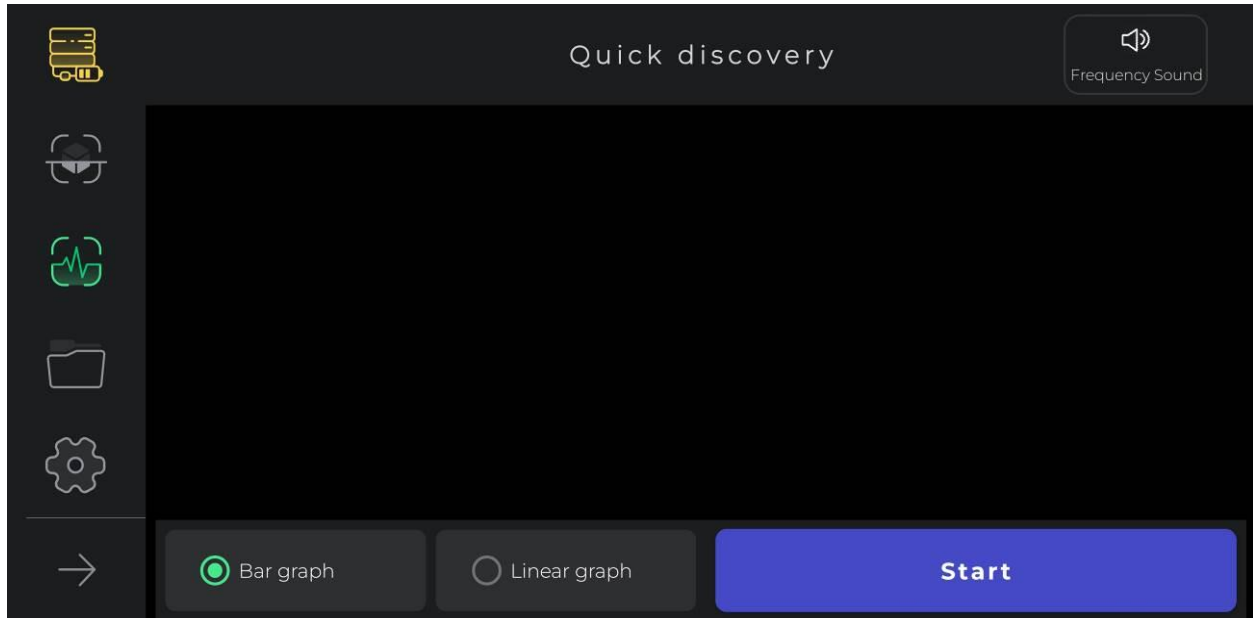 Quick discovery
Frequency Sound
Bar graph
Linear graph
Start